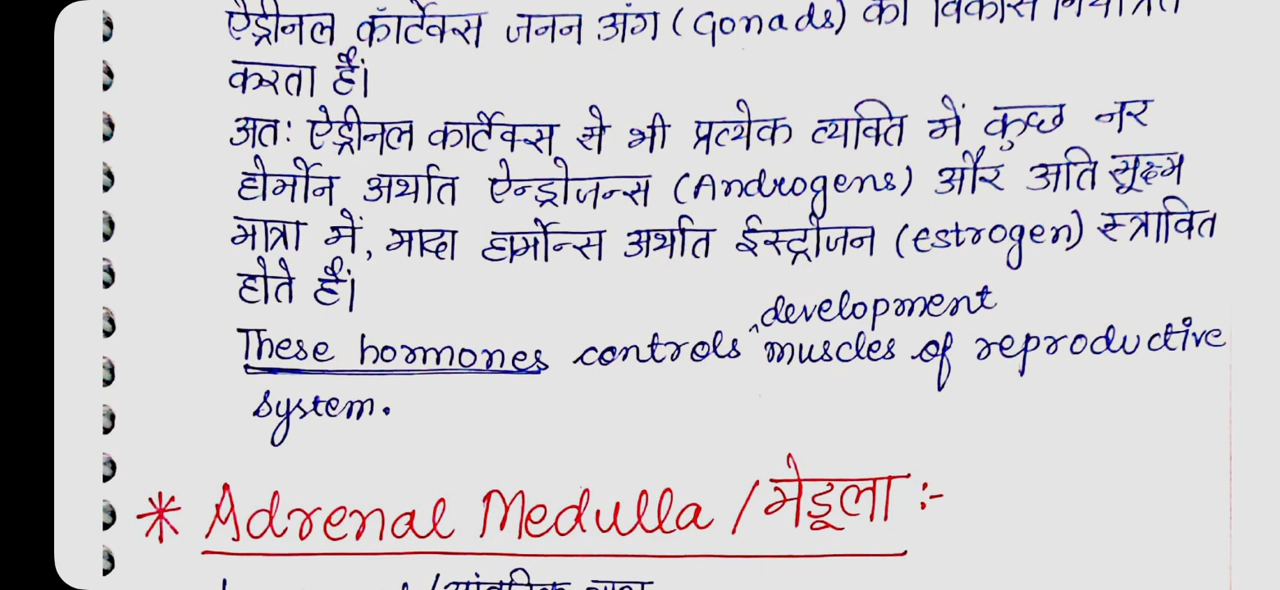 ऐड्रीनल कॉर्टेक्स जनन अंग (Gonads) का विकास नियंत्रित
करता है।
अतः ऐड्रीनल कार्टेक्स से भी प्रत्येक व्यक्ति में कुछ नर
होर्मोन अर्थात ऐन्ड्रोजन्स (Androgens) और अति सूक्ष्म
मात्रा में, मादा हार्मोन्स अर्थात ईस्ट्रोजन (estrogen) स्त्रावित
होते हैं।
These hormones controls ^development muscles of reproductive
system.
* Adrenal Medulla / मेडूला :-